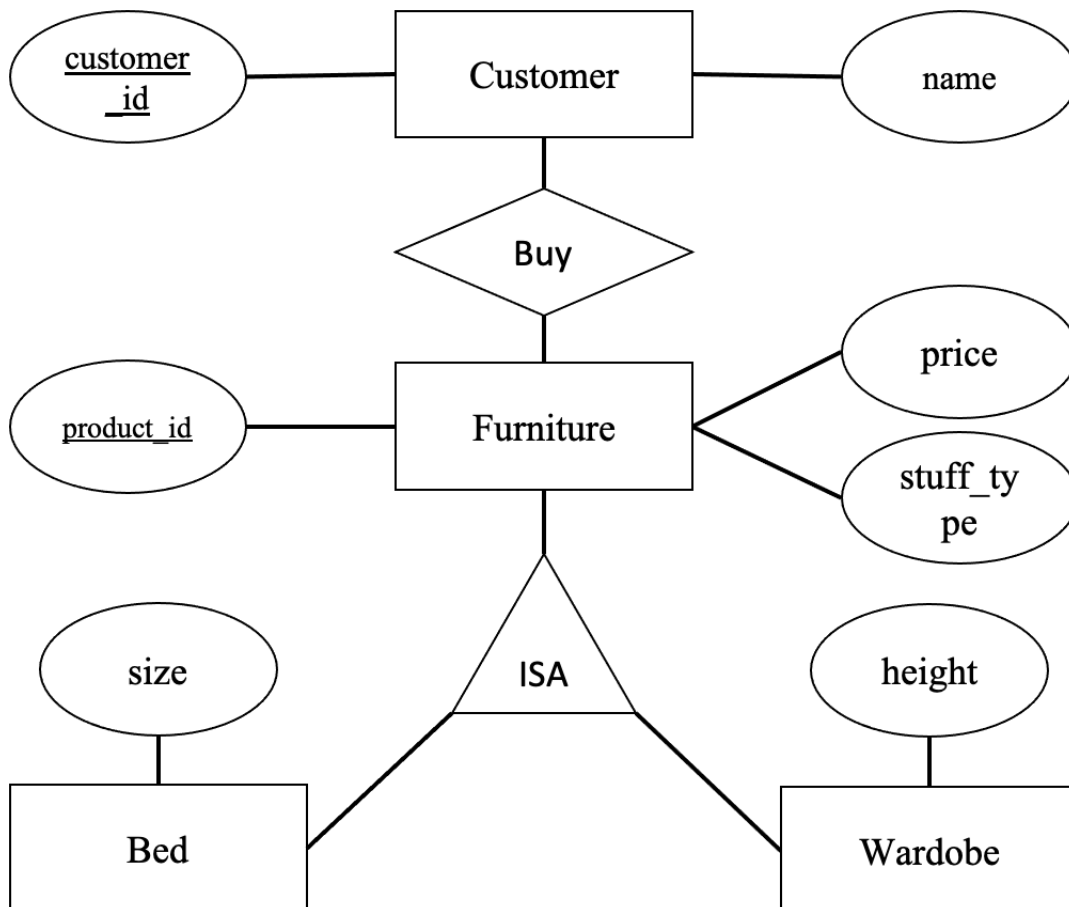 customer
_id
Customer
name
Buy
price
product_id
Furniture
stuff_ty
pe
size
ISA
height
Bed
Wardobe